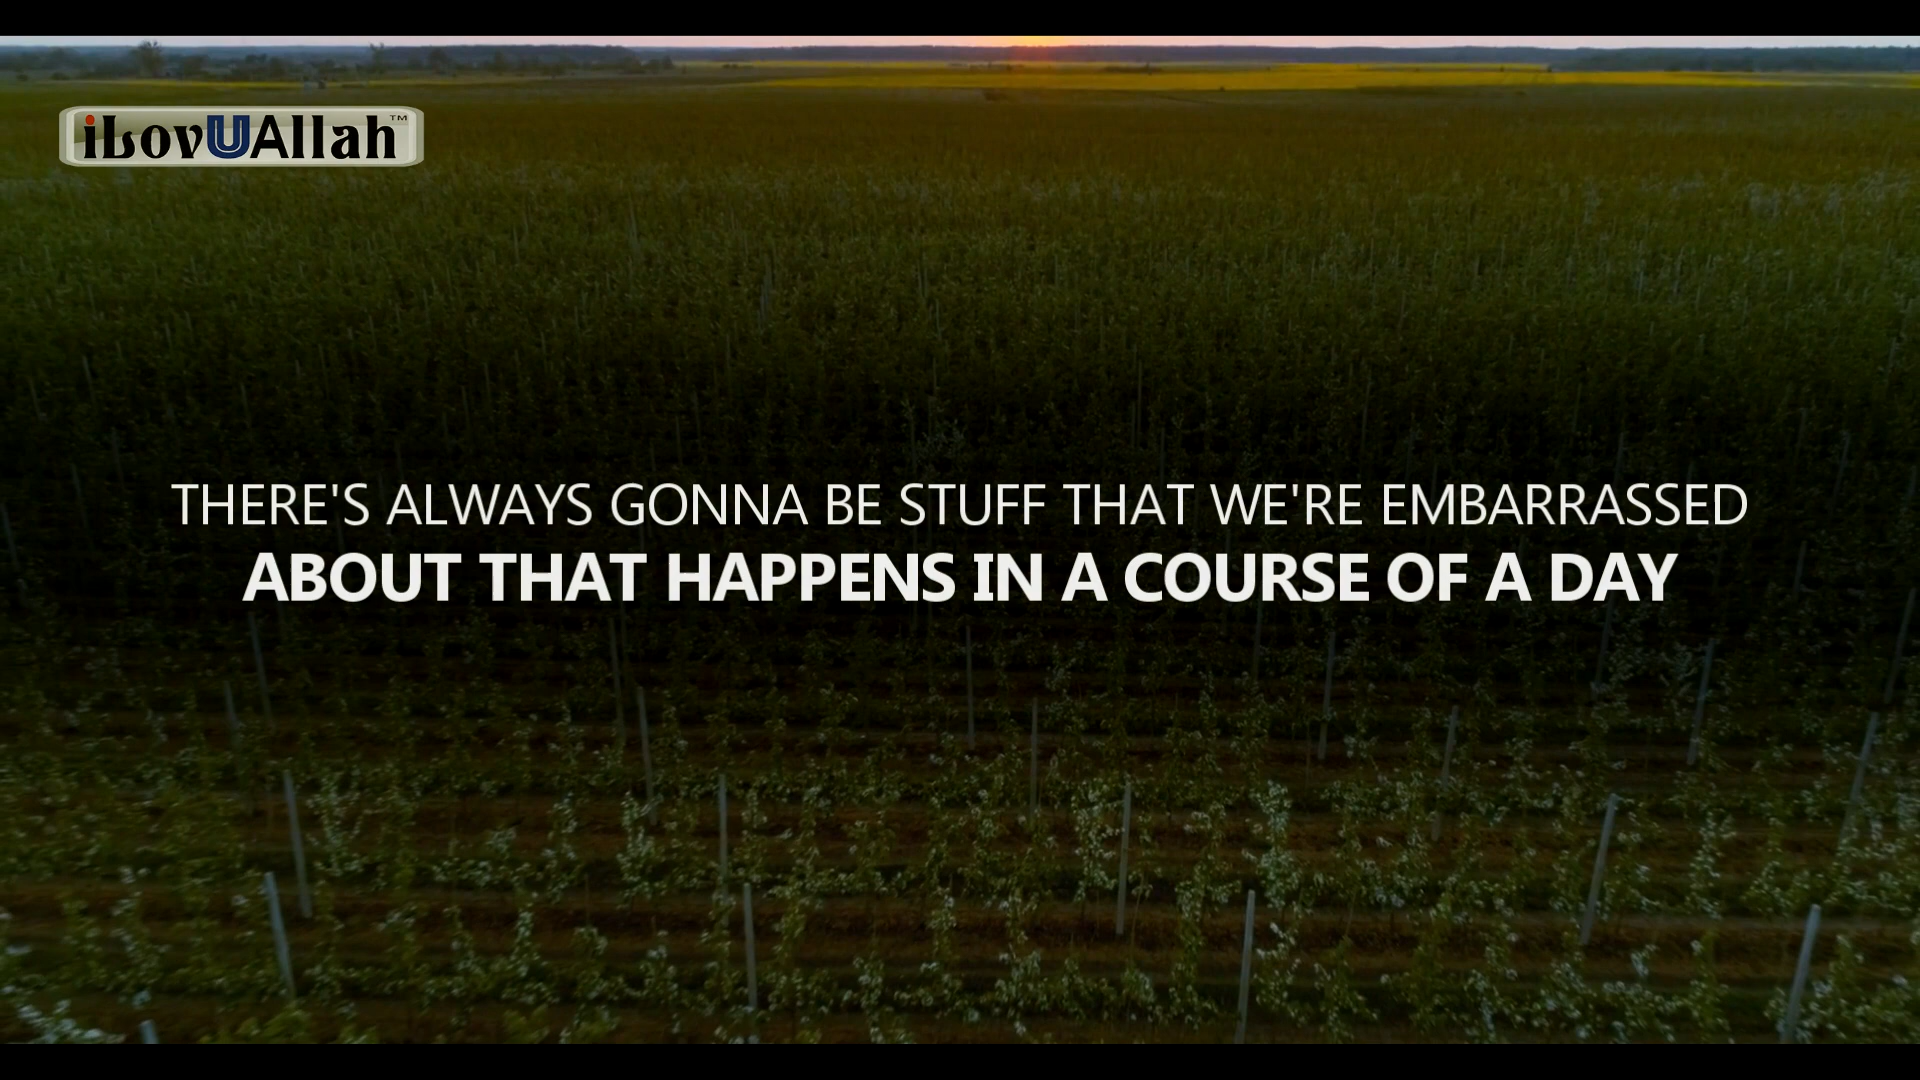 iLovUAllah™
THERE'S ALWAYS GONNA BE STUFF THAT WE'RE EMBARRASSED
ABOUT THAT HAPPENS IN A COURSE OF A DAY